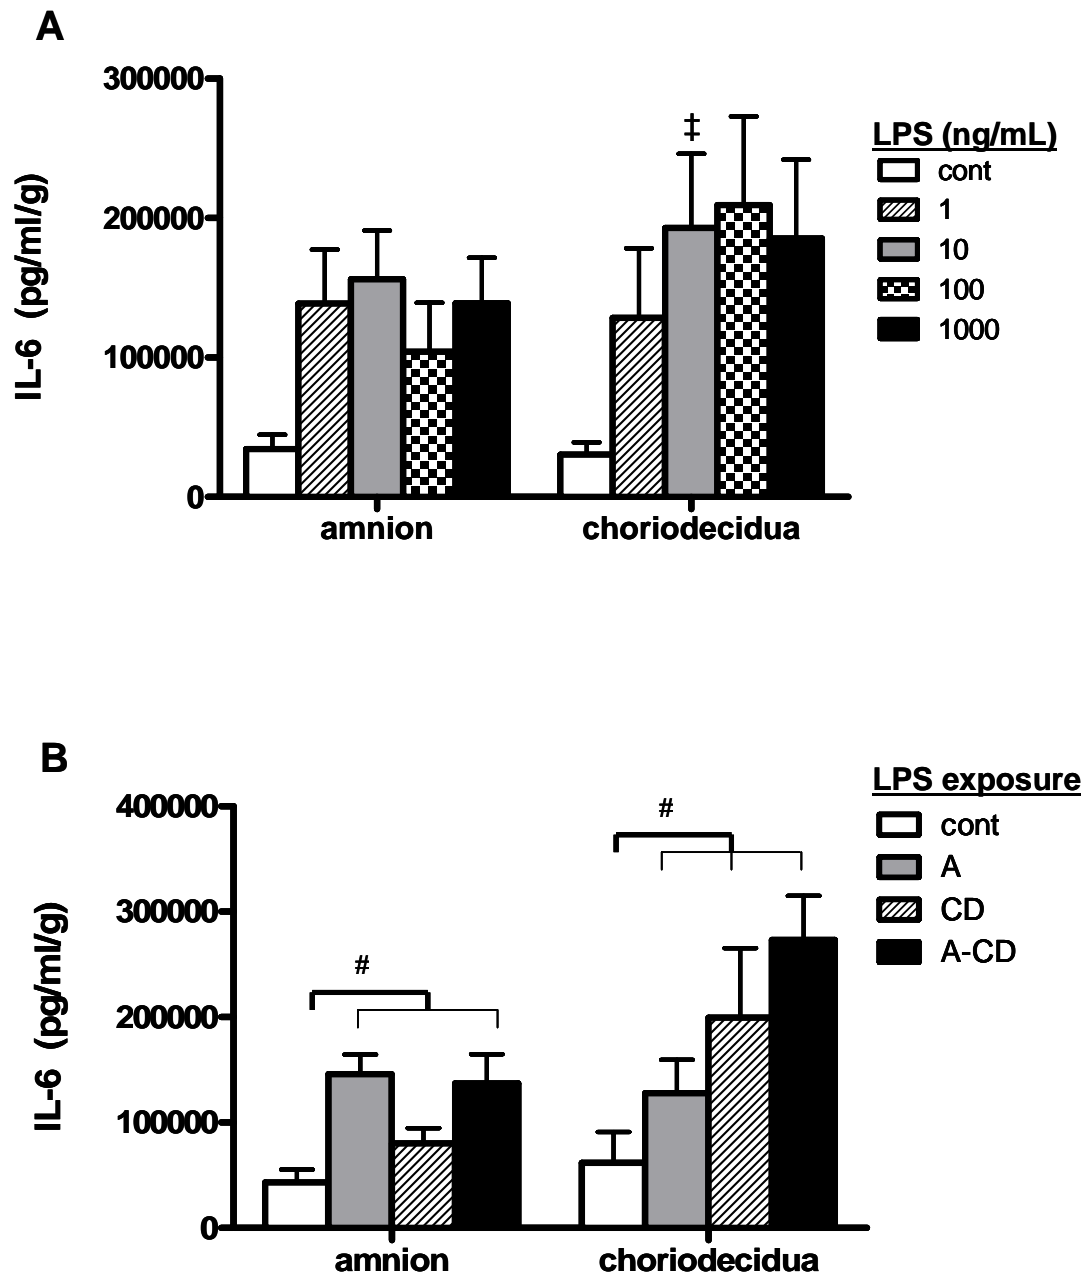 A
300000
200000
100000
0
IL-6 (pg/ml/g)
‡
amnion
choriodecidua
LPS (ng/mL)
cont
1
10
100
1000
B
400000
300000
200000
100000
0
IL-6 (pg/ml/g)
#
#
amnion
choriodecidua
LPS exposure
cont
A
CD
A-CD